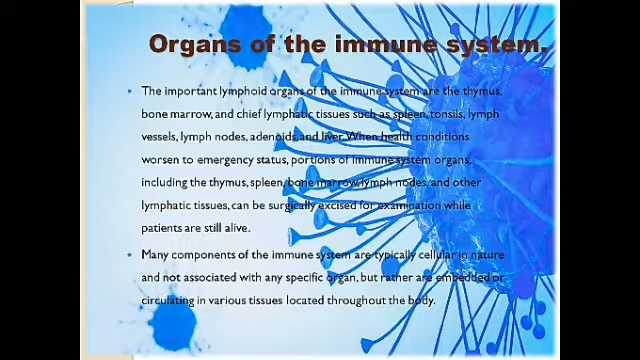 Organs of the immune system.
• The important lymphoid organs of the immune system are the thymus,
bone marrow, and chief lymphatic tissues such as spleen, tonsils, lymph
vessels, lymph nodes, adenoids, and liver. When health conditions
worsen to emergency status, portions of immune system organs,
including the thymus, spleen, bone marrow, lymph nodes, and other
lymphatic tissues, can be surgically excised for examination while
patients are still alive.
• Many components of the immune system are typically cellular in nature
and not associated with any specific organ, but rather are embedded or
circulating in various tissues located throughout the body.